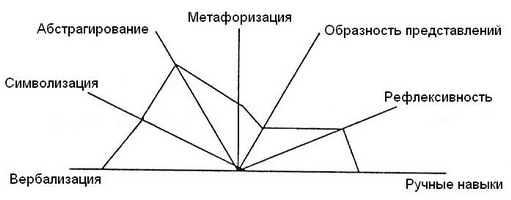 Метафоризация
Абстрагирование
Образность представлений
Символизация
Рефлексивность
Вербализация
Ручные навыки